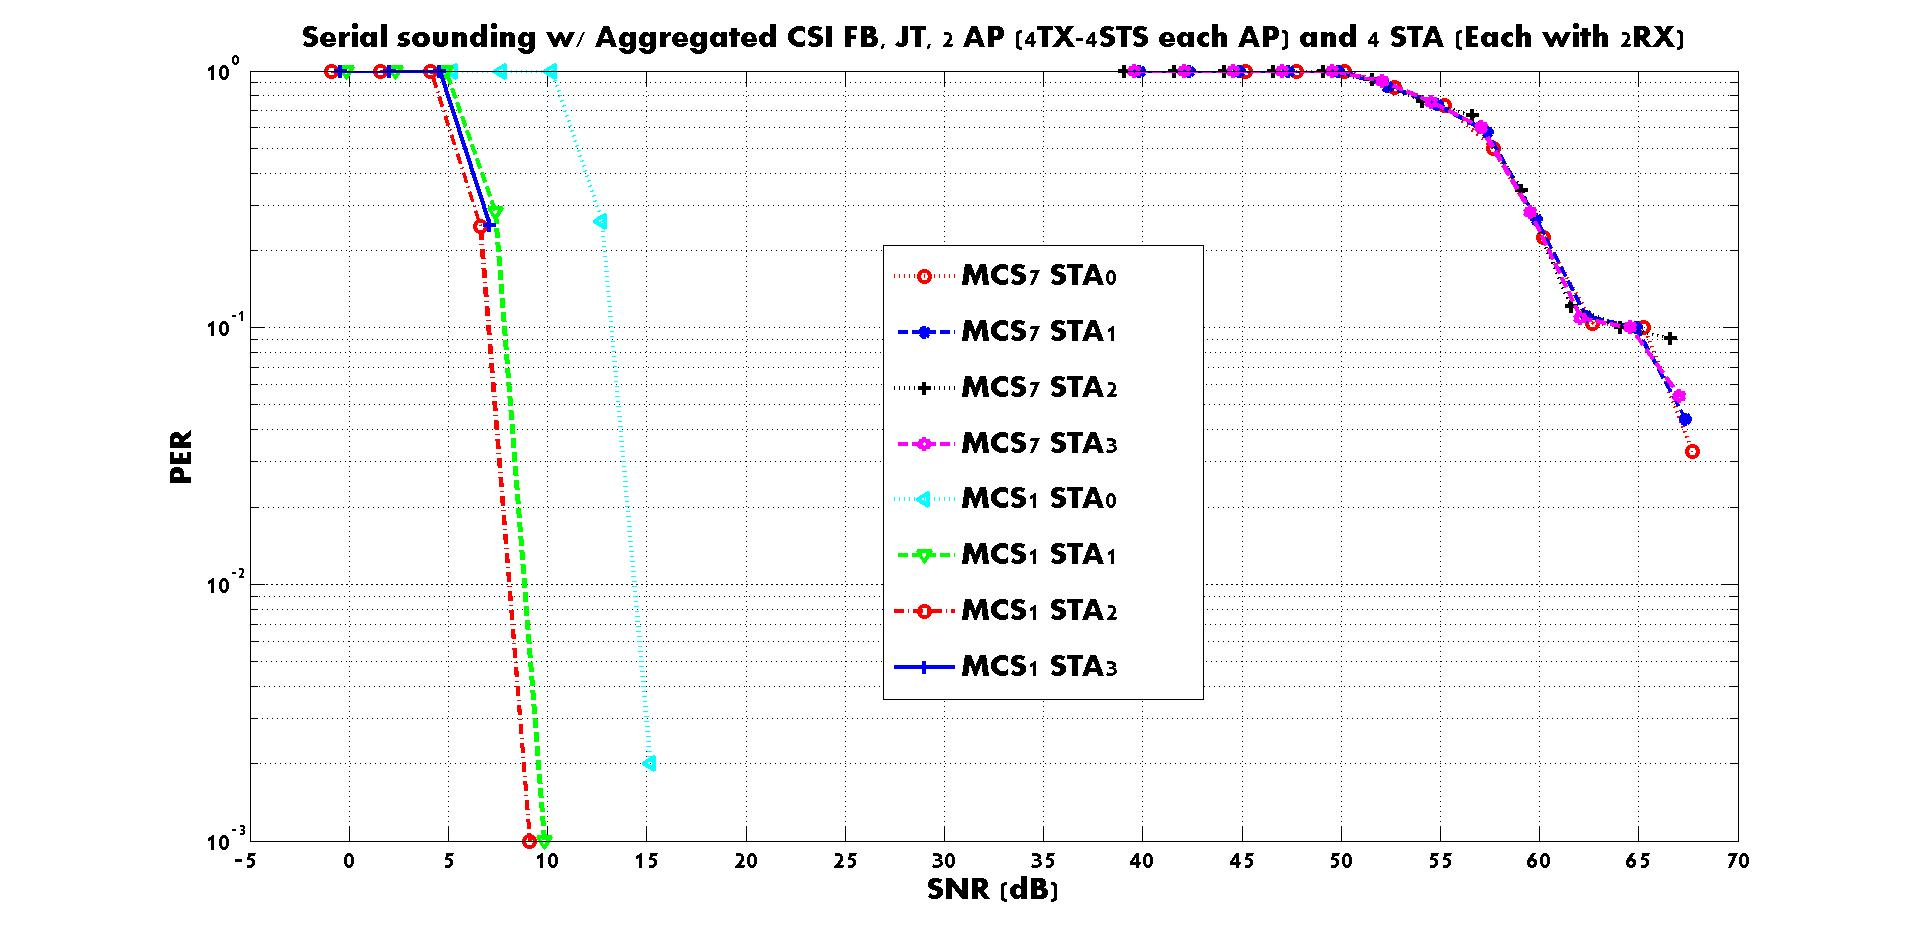 Serial sounding w/ Aggregated CSI FB, JT, 2 AP (4TX-4STS each AP) and 4 STA (Each with 2RX)
10^0
10^-1
10^-2
10^-3
PER
MCS7 STA0
MCS7 STA1
MCS7 STA2
MCS7 STA3
MCS1 STA0
MCS1 STA1
MCS1 STA2
MCS1 STA3
-5 0 5 10 15 20 25 30 35 40 45 50 55 60 65 70
SNR (dB)